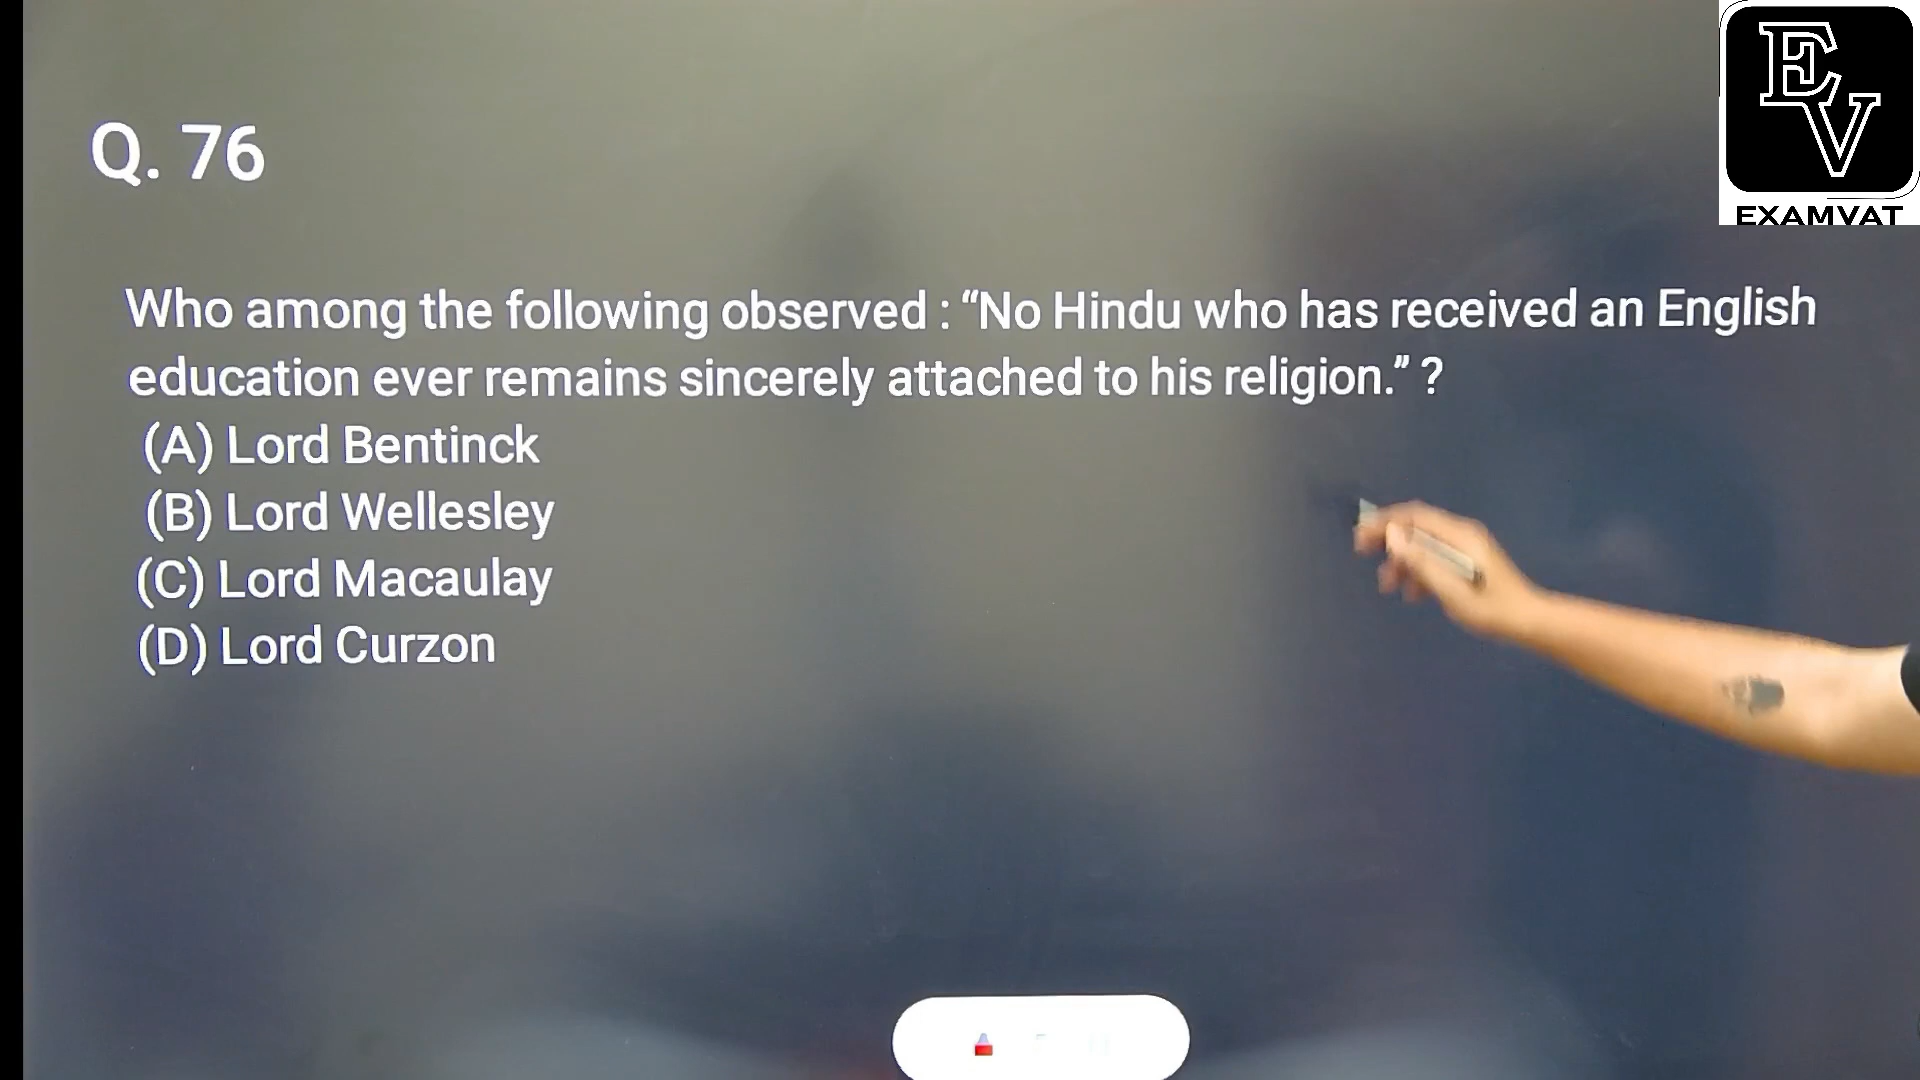 EV
EXAMVAT
Q. 76
Who among the following observed : “No Hindu who has received an English
education ever remains sincerely attached to his religion.” ?
(A) Lord Bentinck
(B) Lord Wellesley
(C) Lord Macaulay
(D) Lord Curzon